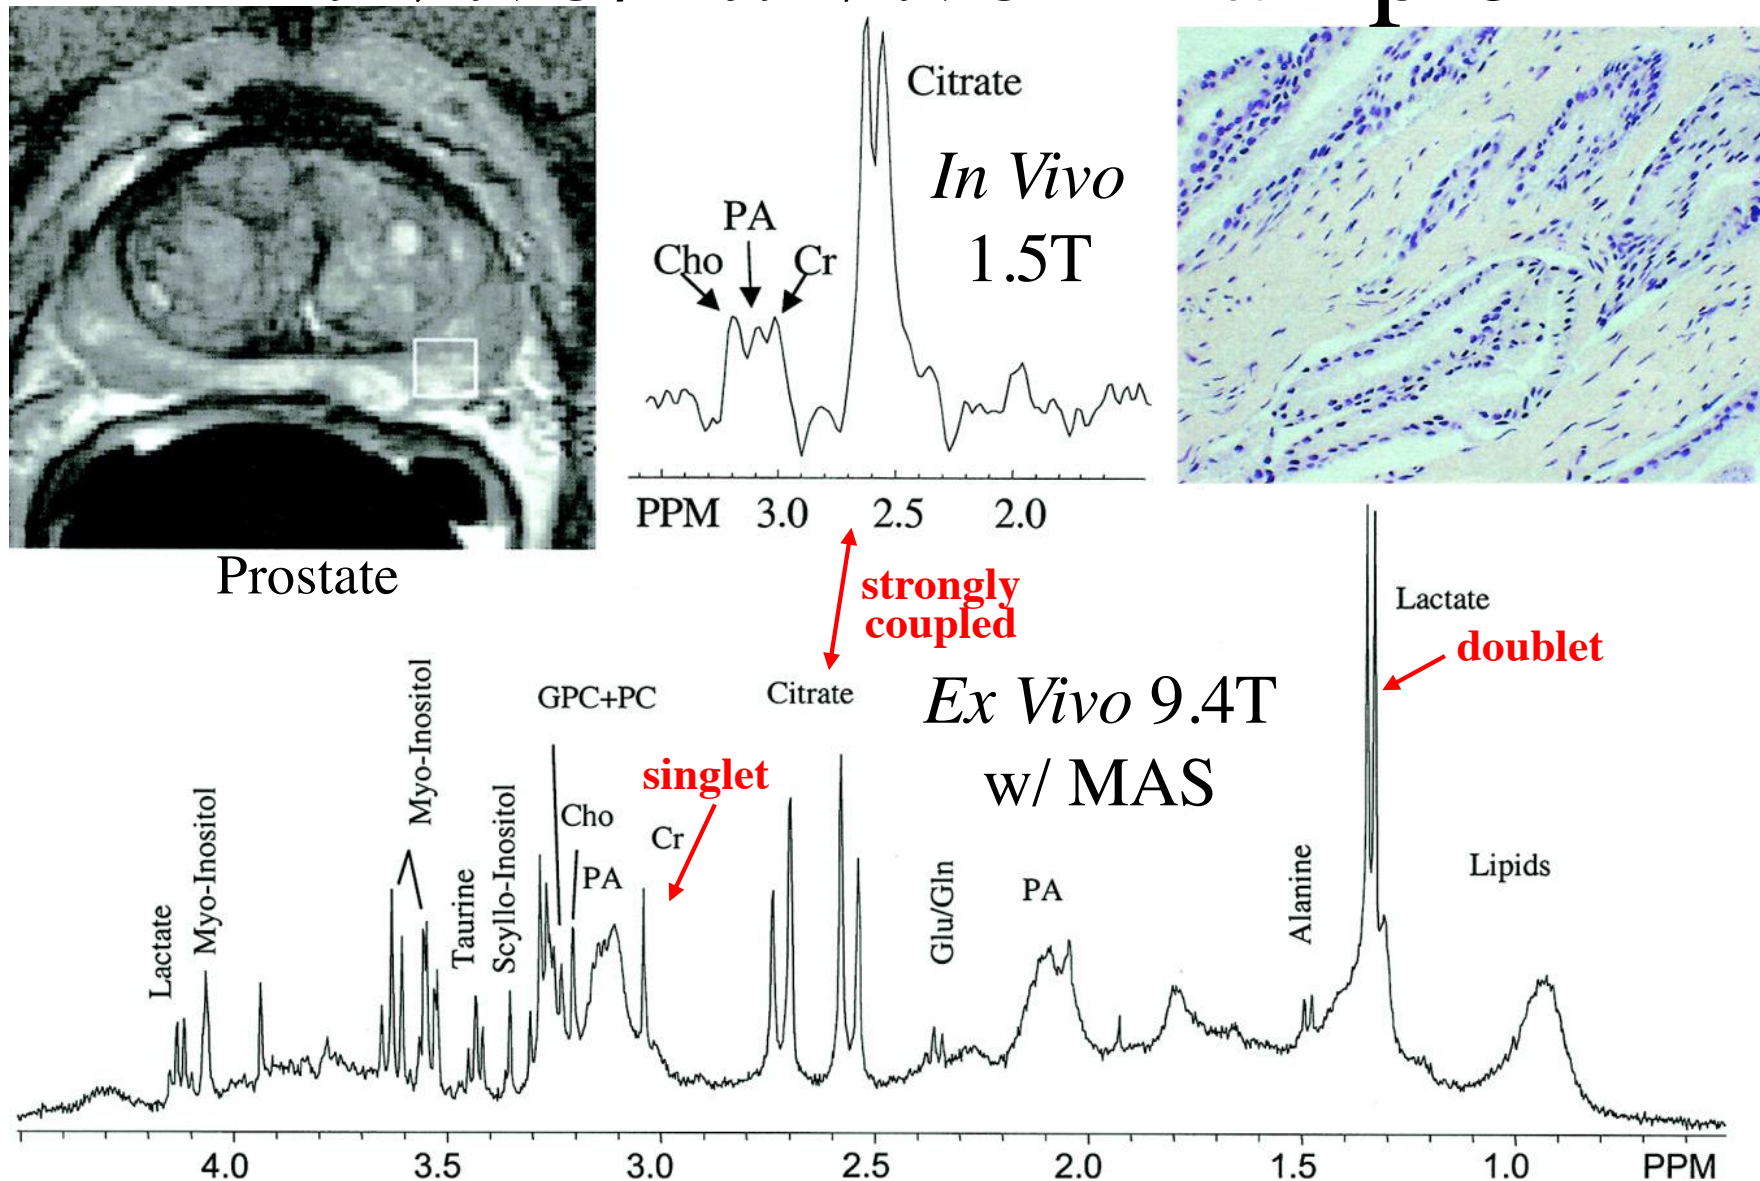 Citrate
In Vivo
1.5T
PA
Cho
Cr
PPM 3.0 2.5 2.0
Prostate
strongly
coupled
Lactate
doublet
Ex Vivo 9.4T
w/ MAS
GPC+PC
Citrate
singlet
Myo-Inositol
Myo-Inositol
Scyllo-Inositol
Cho
Cr
PA
Taurine
Lactate
Glu/Gln
PA
Alanine
Lipids
4.0 3.5 3.0 2.5 2.0 1.5 1.0 PPM